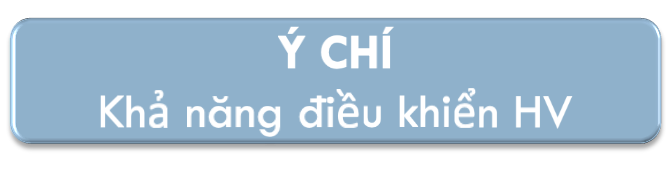 Ý CHÍ
Khả năng điều khiển HV